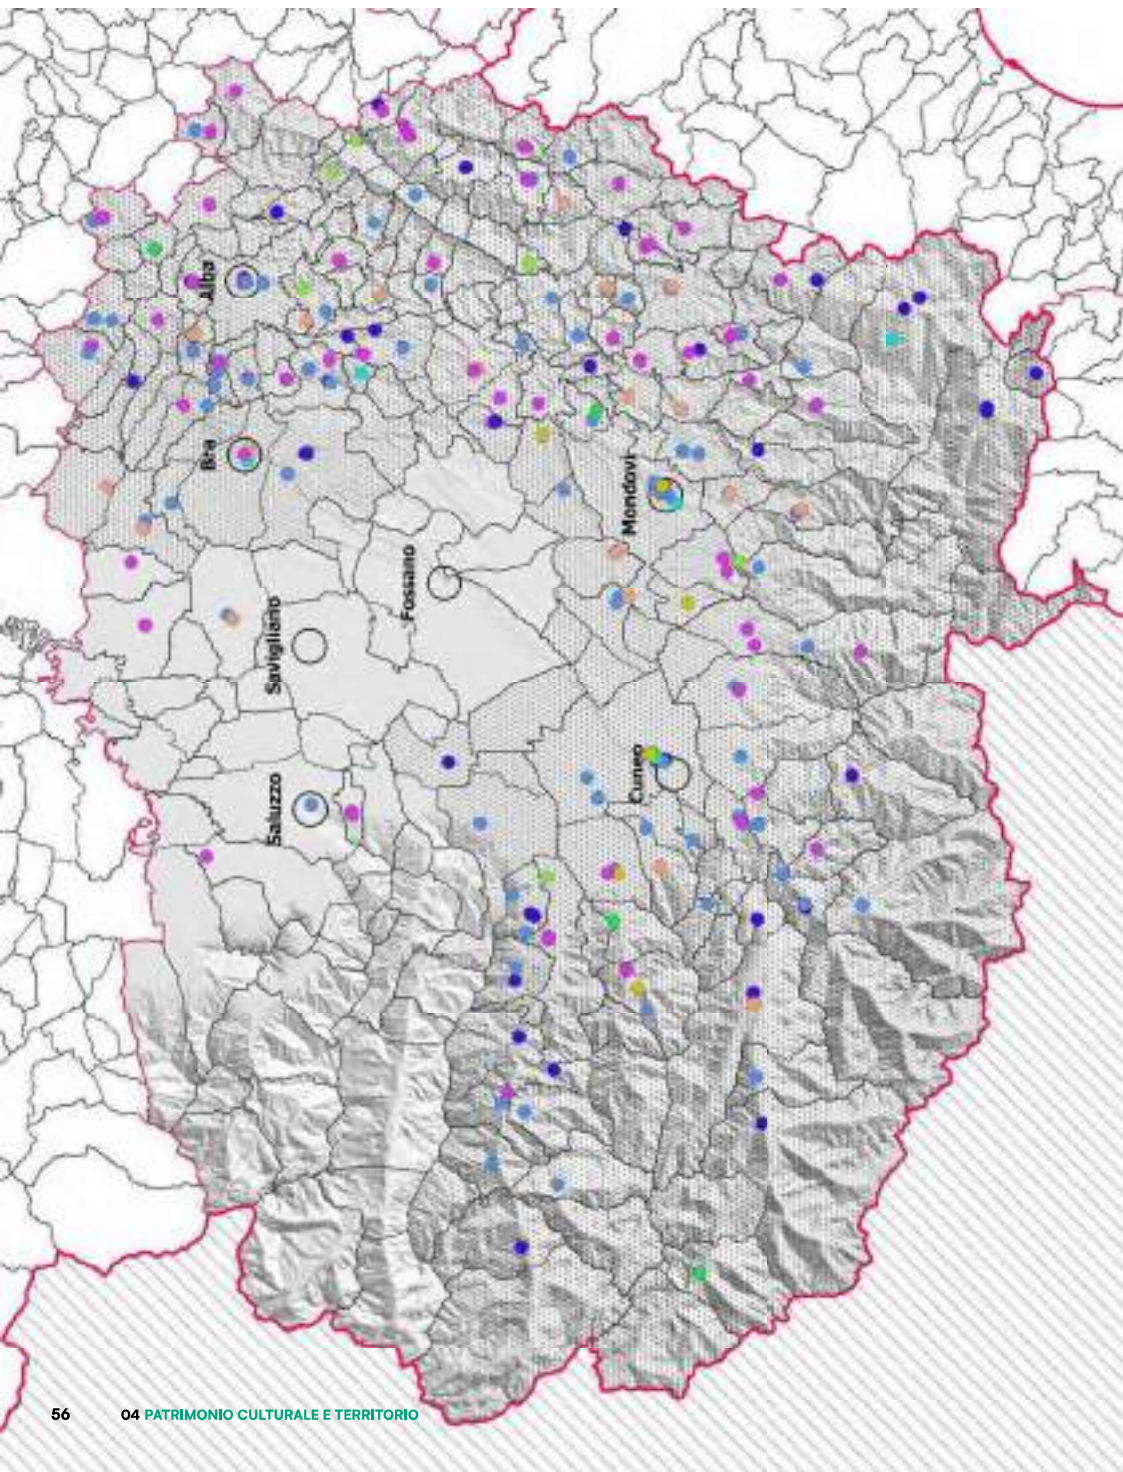 Alba
Bra
Mondovì
Fossano
Savigliano
Cuneo
Saluzzo
56 04 PATRIMONIO CULTURALE E TERRITORIO